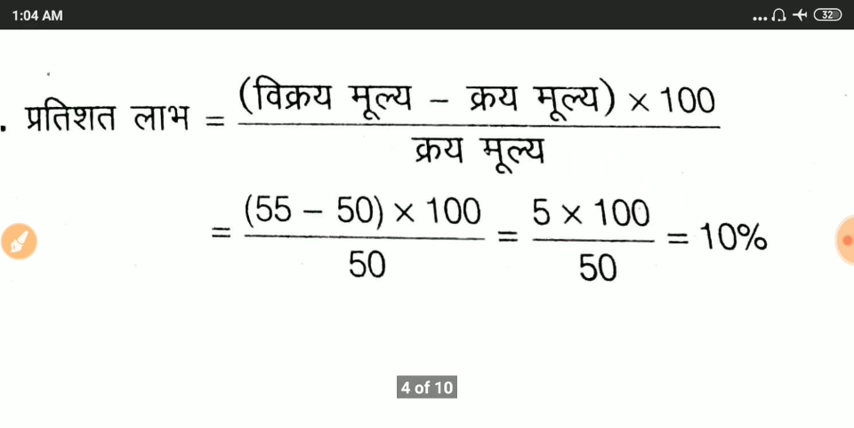 1:04 AM
... 32
. प्रतिशत लाभ = (विक्रय मूल्य – क्रय मूल्य) × 100
क्रय मूल्य
= (55 – 50) × 100 = 5 × 100 = 10%
50 50
4 of 10